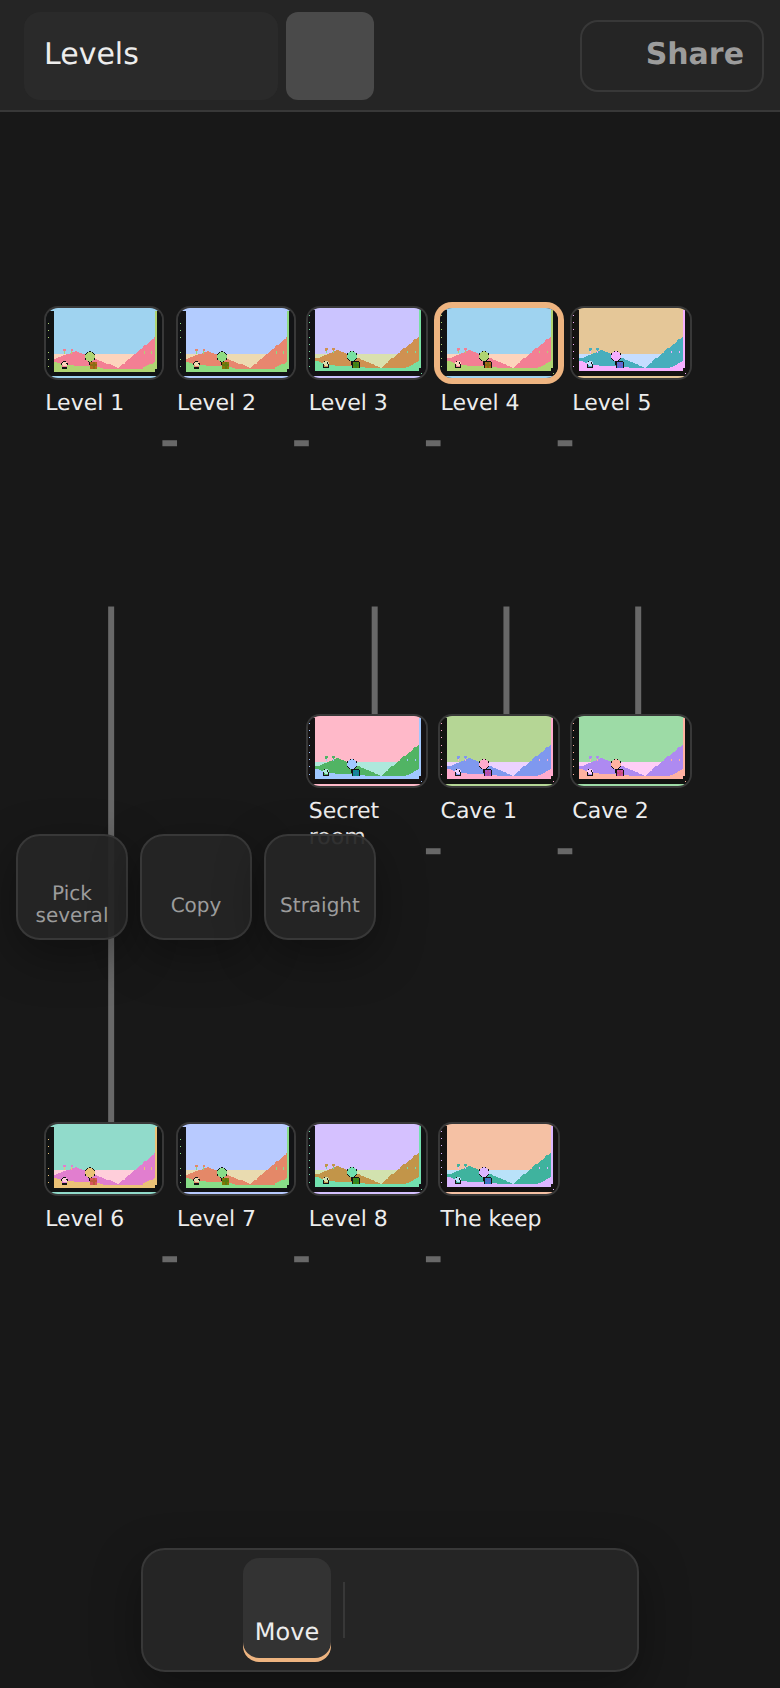 Levels
Share
Level 1
Level 2
Level 3
Level 4
Level 5
Secret
room
Cave 1
Cave 2
Pick
several
Copy
Straight
Level 6
Level 7
Level 8
The keep
Move